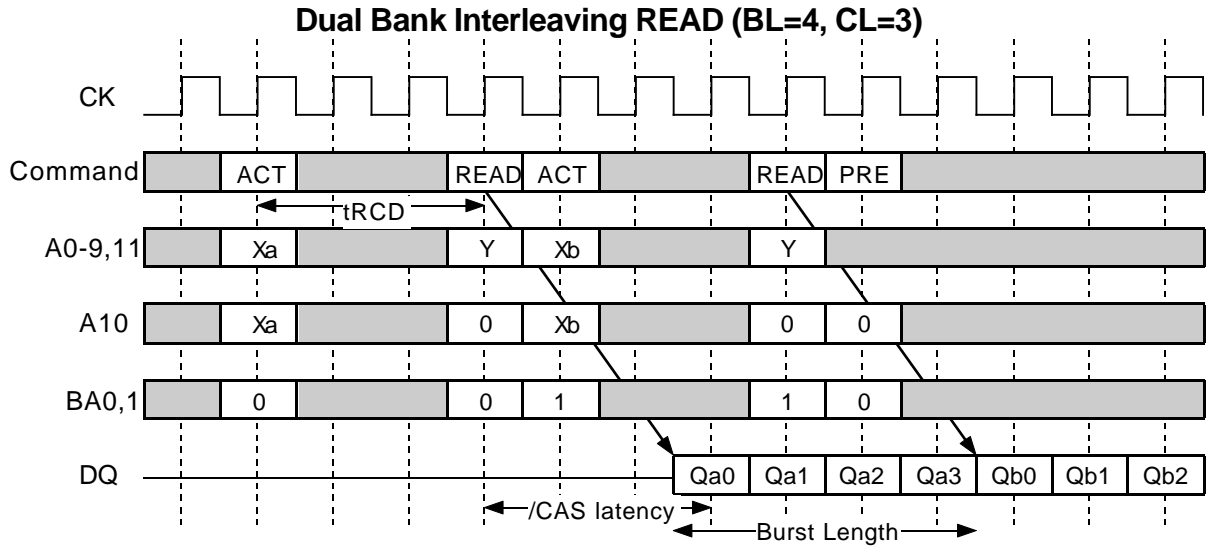 Dual Bank Interleaving READ (BL=4, CL=3)
CK
Command ACT READ ACT READ PRE
tRCD
A0-9,11 Xa Y Xb Y
A10 Xa 0 Xb 0 0
BA0,1 0 0 1 1 0
DQ Qa0 Qa1 Qa2 Qa3 Qb0 Qb1 Qb2
/CAS latency
Burst Length